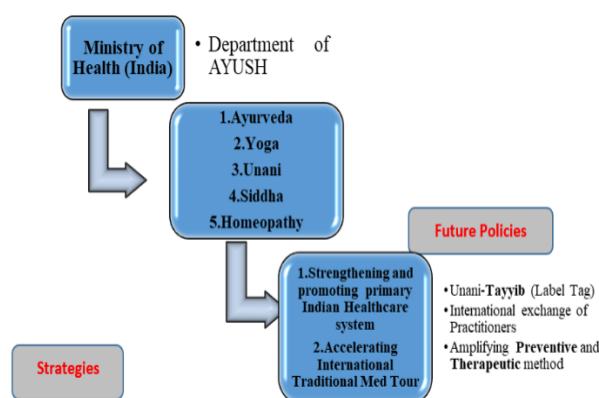 Ministry of
Health (India)
• Department of
AYUSH
1.Ayurveda
2.Yoga
3.Unani
4.Siddha
5.Homeopathy
Future Policies
1.Strengthening and
promoting primary
Indian Healthcare
system
2.Accelerating
International
Traditional Med Tour
•Unani-Tayyib (Label Tag)
•International exchange of
Practitioners
•Amplifying Preventive and
Therapeutic method
Strategies